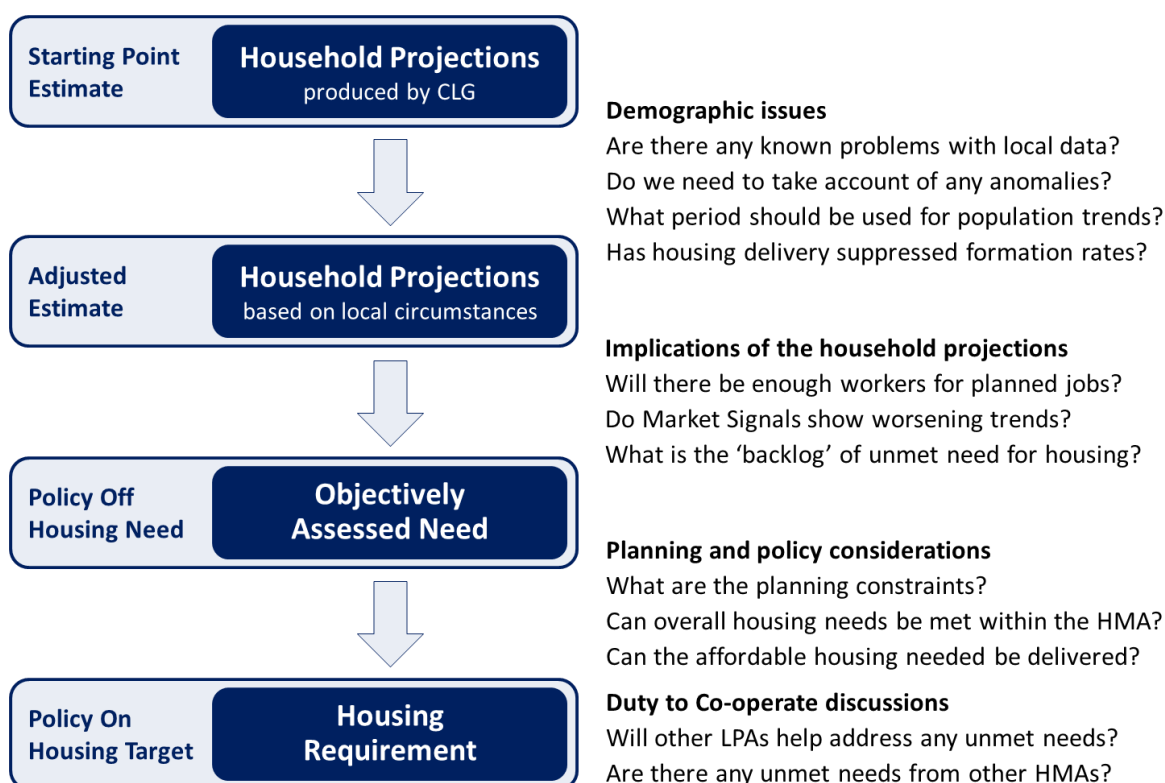 Starting Point
Estimate
Household Projections
produced by CLG
Demographic issues
Are there any known problems with local data?
Do we need to take account of any anomalies?
What period should be used for population trends?
Has housing delivery suppressed formation rates?
Adjusted
Estimate
Household Projections
based on local circumstances
Implications of the household projections
Will there be enough workers for planned jobs?
Do Market Signals show worsening trends?
What is the ‘backlog’ of unmet need for housing?
Policy Off
Housing Need
Objectively
Assessed Need
Planning and policy considerations
What are the planning constraints?
Can overall housing needs be met within the HMA?
Can the affordable housing needed be delivered?
Policy On
Housing Target
Housing
Requirement
Duty to Co-operate discussions
Will other LPAs help address any unmet needs?
Are there any unmet needs from other HMAs?